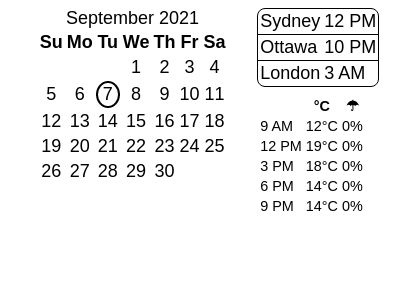 September 2021
Su Mo Tu We Th Fr Sa
1 2 3 4
5 6 7 8 9 10 11
12 13 14 15 16 17 18
19 20 21 22 23 24 25
26 27 28 29 30
Sydney 12 PM
Ottawa 10 PM
London 3 AM
°C ☂
9 AM 12°C 0%
12 PM 19°C 0%
3 PM 18°C 0%
6 PM 14°C 0%
9 PM 14°C 0%